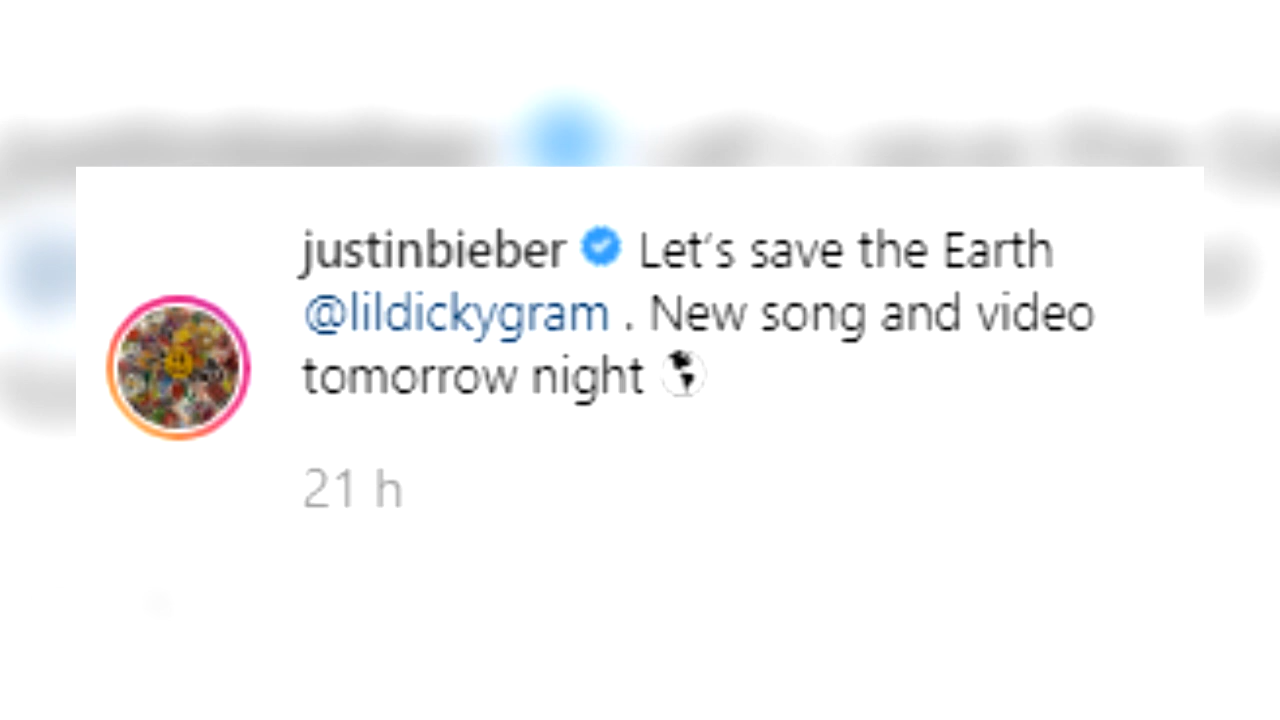 justinbieber Let's save the Earth
@lildickygram . New song and video
tomorrow night 🌎
21 h